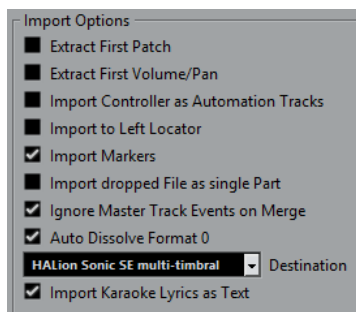 Import Options
Extract First Patch
Extract First Volume/Pan
Import Controller as Automation Tracks
Import to Left Locator
Import Markers
Import dropped File as single Part
Ignore Master Track Events on Merge
Auto Dissolve Format 0
HALion Sonic SE multi-timbral Destination
Import Karaoke Lyrics as Text